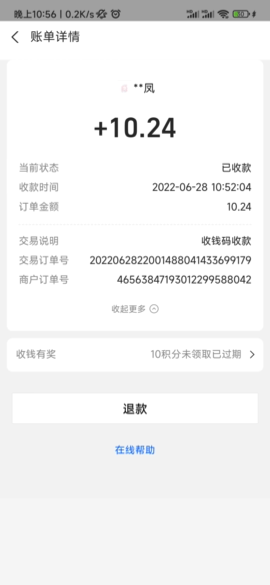 晚上10:56 | 0.2K/s
账单详情
**凤
+10.24
当前状态 已收款
收款时间 2022-06-28 10:52:04
订单金额 10.24
交易说明 收钱码收款
交易订单号 2022062822001488041433699179
商户订单号 46563847193012299588042
收起更多
收钱有奖 10积分未领取已过期
退款
在线帮助